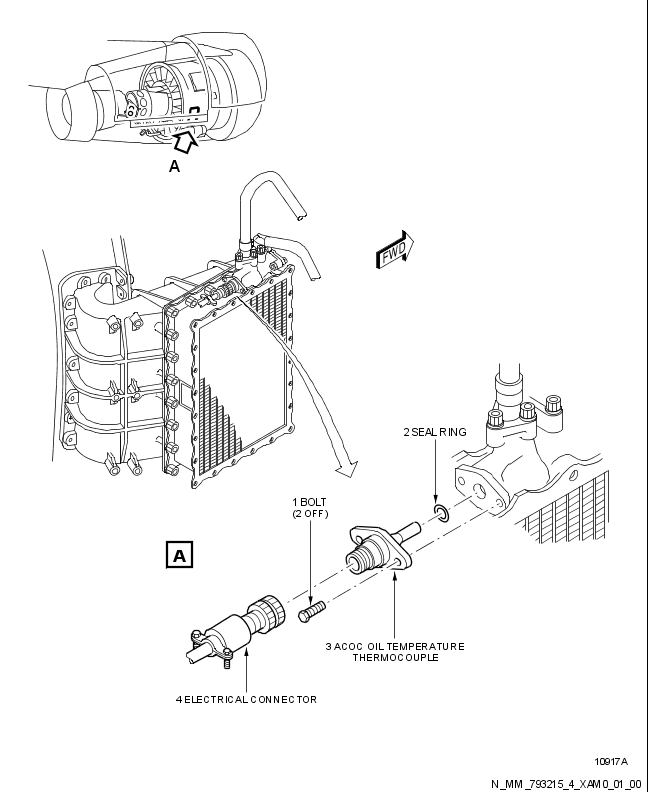 A
FWD
2 SEAL RING
1 BOLT
(2 OFF)
A
3 ACOC OIL TEMPERATURE
THERMOCOUPLE
4 ELECTRICAL CONNECTOR
10917A
N_MM_793215_4_XAM0_01_00